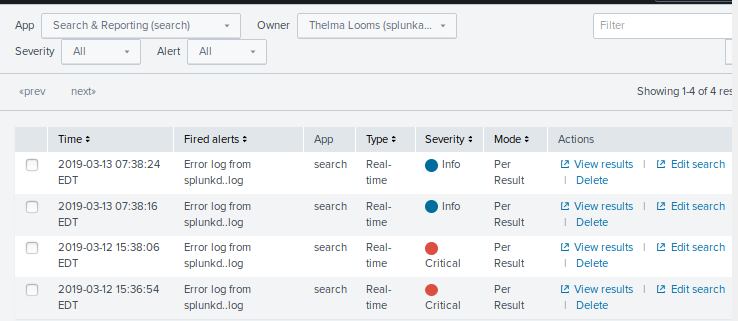 App Search & Reporting (search) Owner Thelma Looms (splunka... Filter
Severity All Alert All
«prev next» Showing 1-4 of 4 res
Time Fired alerts App Type Severity Mode Actions
2019-03-13 07:38:24 Error log from search Real- Info Per View results | Edit search
EDT splunkd..log time Result | Delete
2019-03-13 07:38:16 Error log from search Real- Info Per View results | Edit search
EDT splunkd..log time Result | Delete
2019-03-12 15:38:06 Error log from search Real- Per View results | Edit search
EDT splunkd..log time Critical Result | Delete
2019-03-12 15:36:54 Error log from search Real- Per View results | Edit search
EDT splunkd..log time Critical Result | Delete